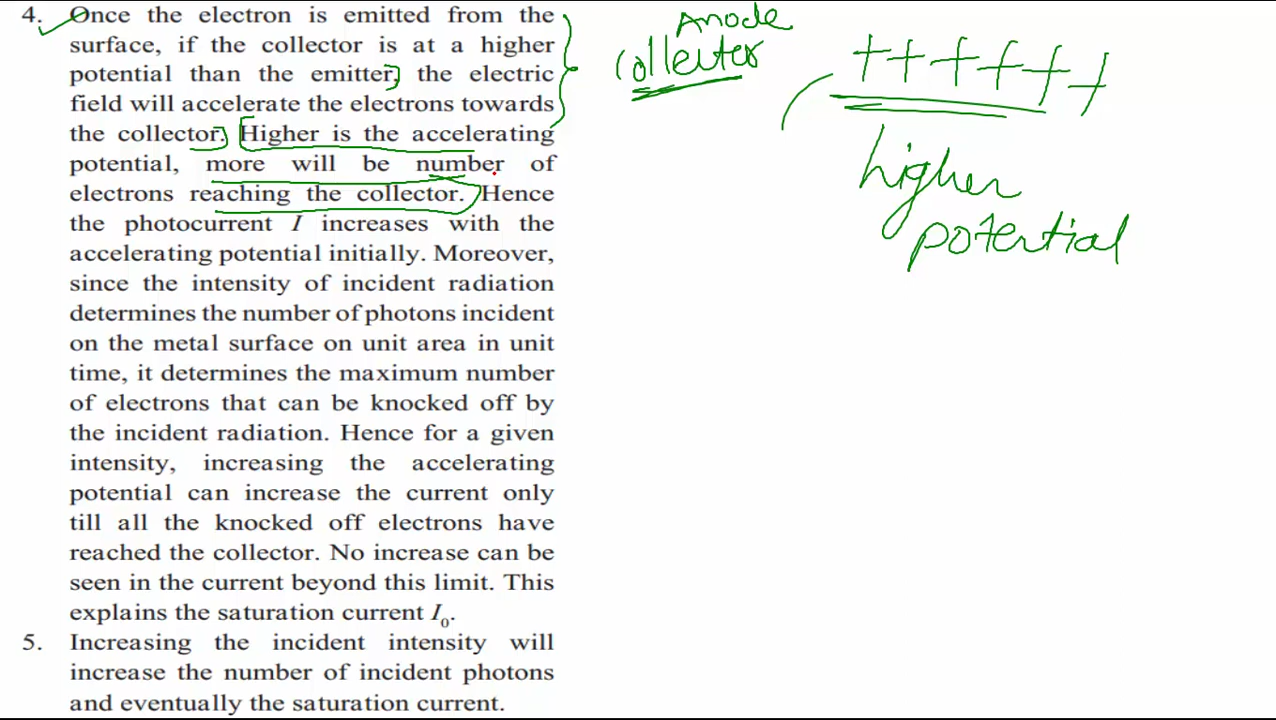 4. Once the electron is emitted from the
surface, if the collector is at a higher
potential than the emitter, the electric
field will accelerate the electrons towards
the collector. Higher is the accelerating
potential, more will be number of
electrons reaching the collector. Hence
the photocurrent I increases with the
accelerating potential initially. Moreover,
since the intensity of incident radiation
determines the number of photons incident
on the metal surface on unit area in unit
time, it determines the maximum number
of electrons that can be knocked off by
the incident radiation. Hence for a given
intensity, increasing the accelerating
potential can increase the current only
till all the knocked off electrons have
reached the collector. No increase can be
seen in the current beyond this limit. This
explains the saturation current I₀.
5. Increasing the incident intensity will
increase the number of incident photons
and eventually the saturation current.
Anode
Collector
++++++
higher
potential